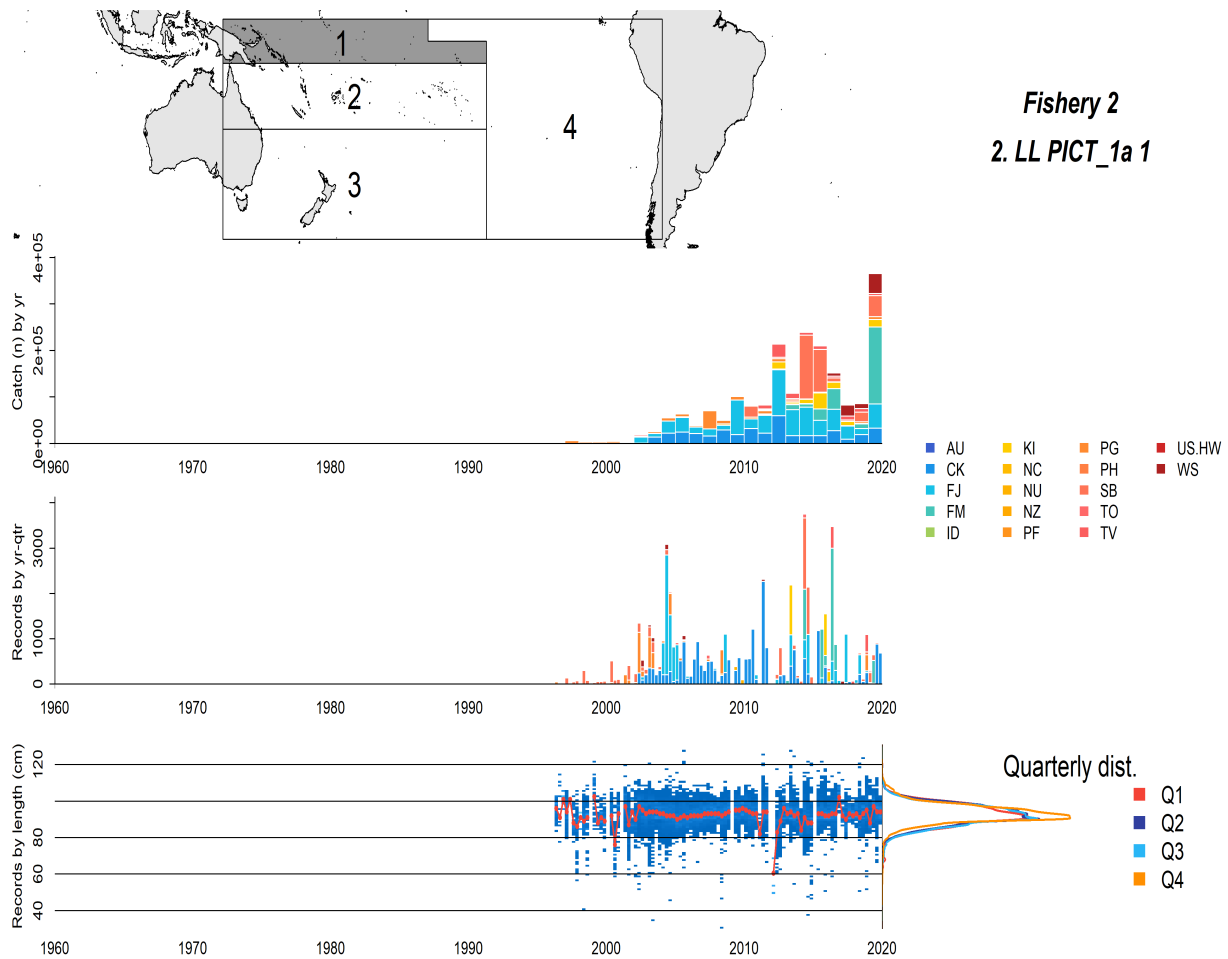 1
2
3
4
Fishery 2
2. LL PICT_1a 1
Catch (n) by yr
0e+00
2e+05
4e+05
1960
1970
1980
1990
2000
2010
2020
AU
CK
FJ
FM
ID
KI
NC
NU
NZ
PF
PG
PH
SB
TO
TV
US.HW
WS
Records by yr-qtr
0
1000
3000
1960
1970
1980
1990
2000
2010
2020
Records by length (cm)
40
60
80
120
1960
1970
1980
1990
2000
2010
2020
Quarterly dist.
Q1
Q2
Q3
Q4